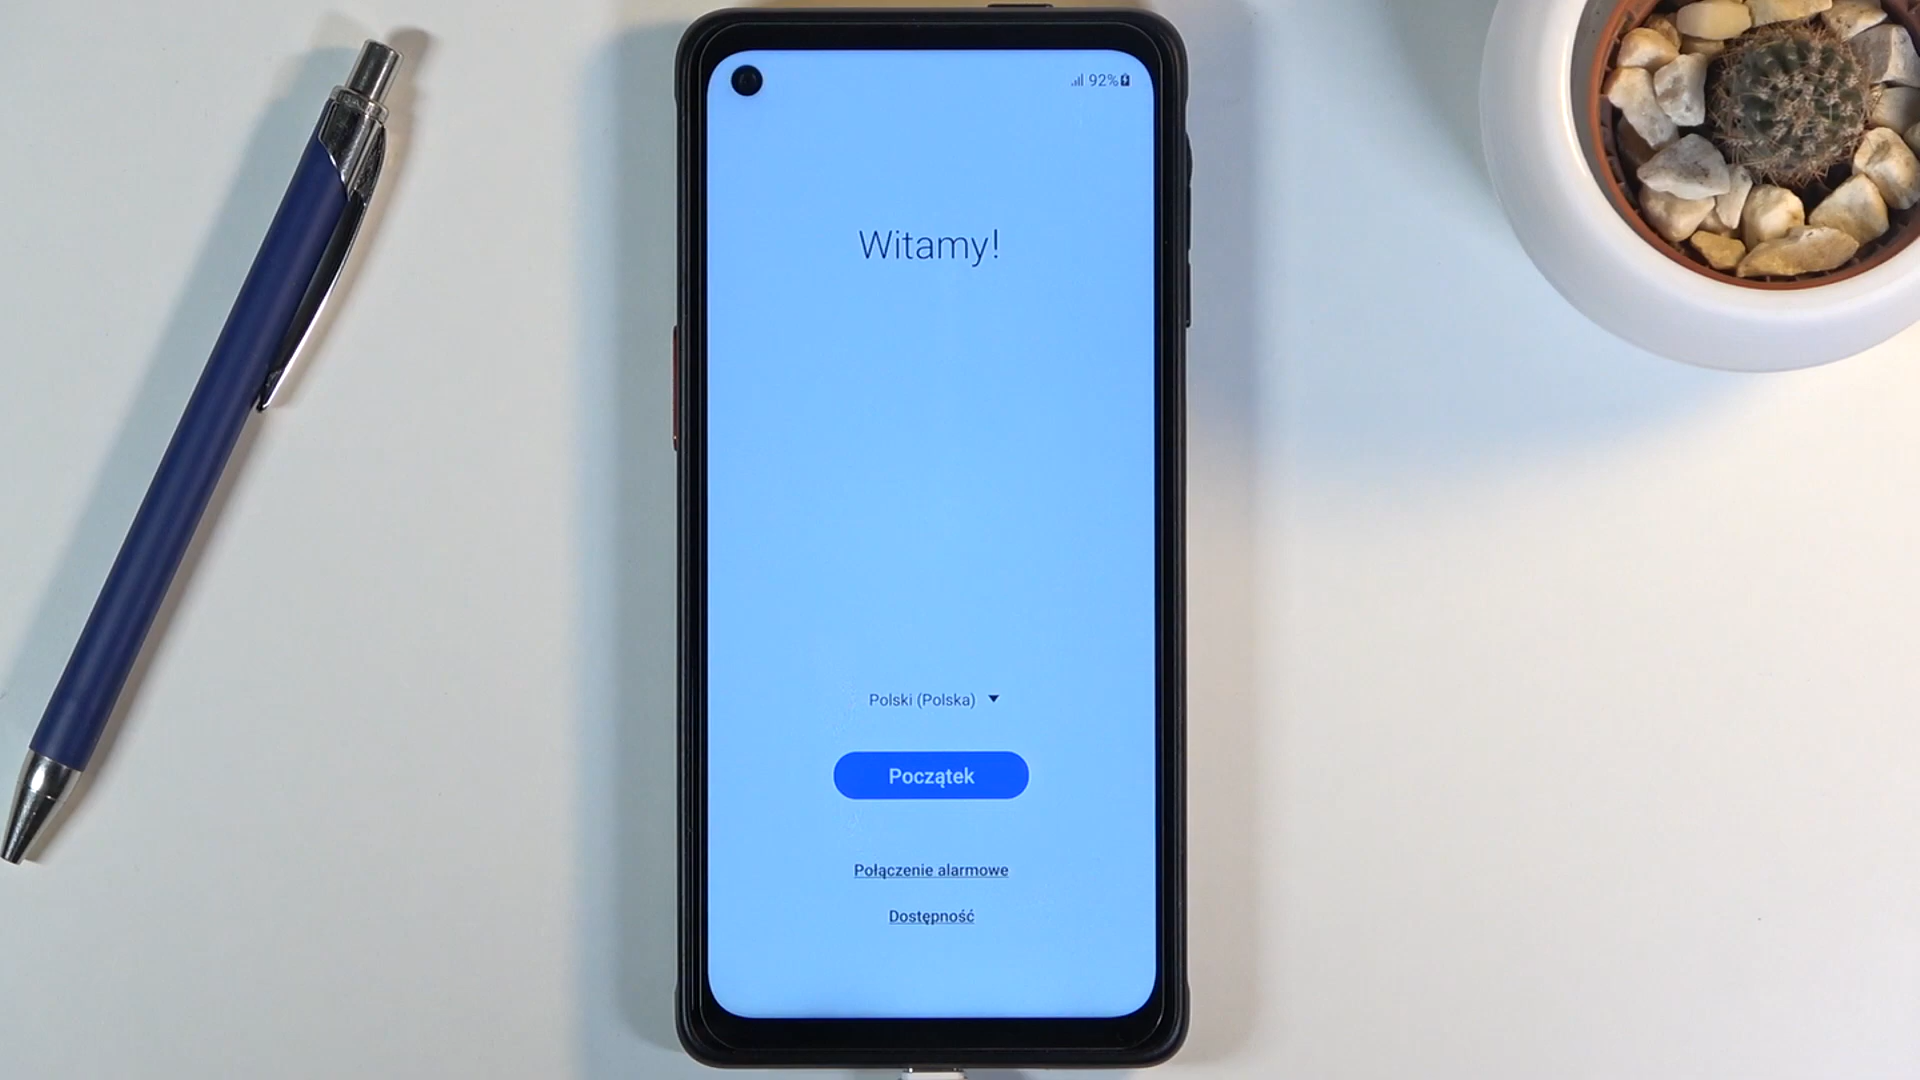 92%
Witamy!
Polski (Polska)
Początek
Połączenie alarmowe
Dostępność